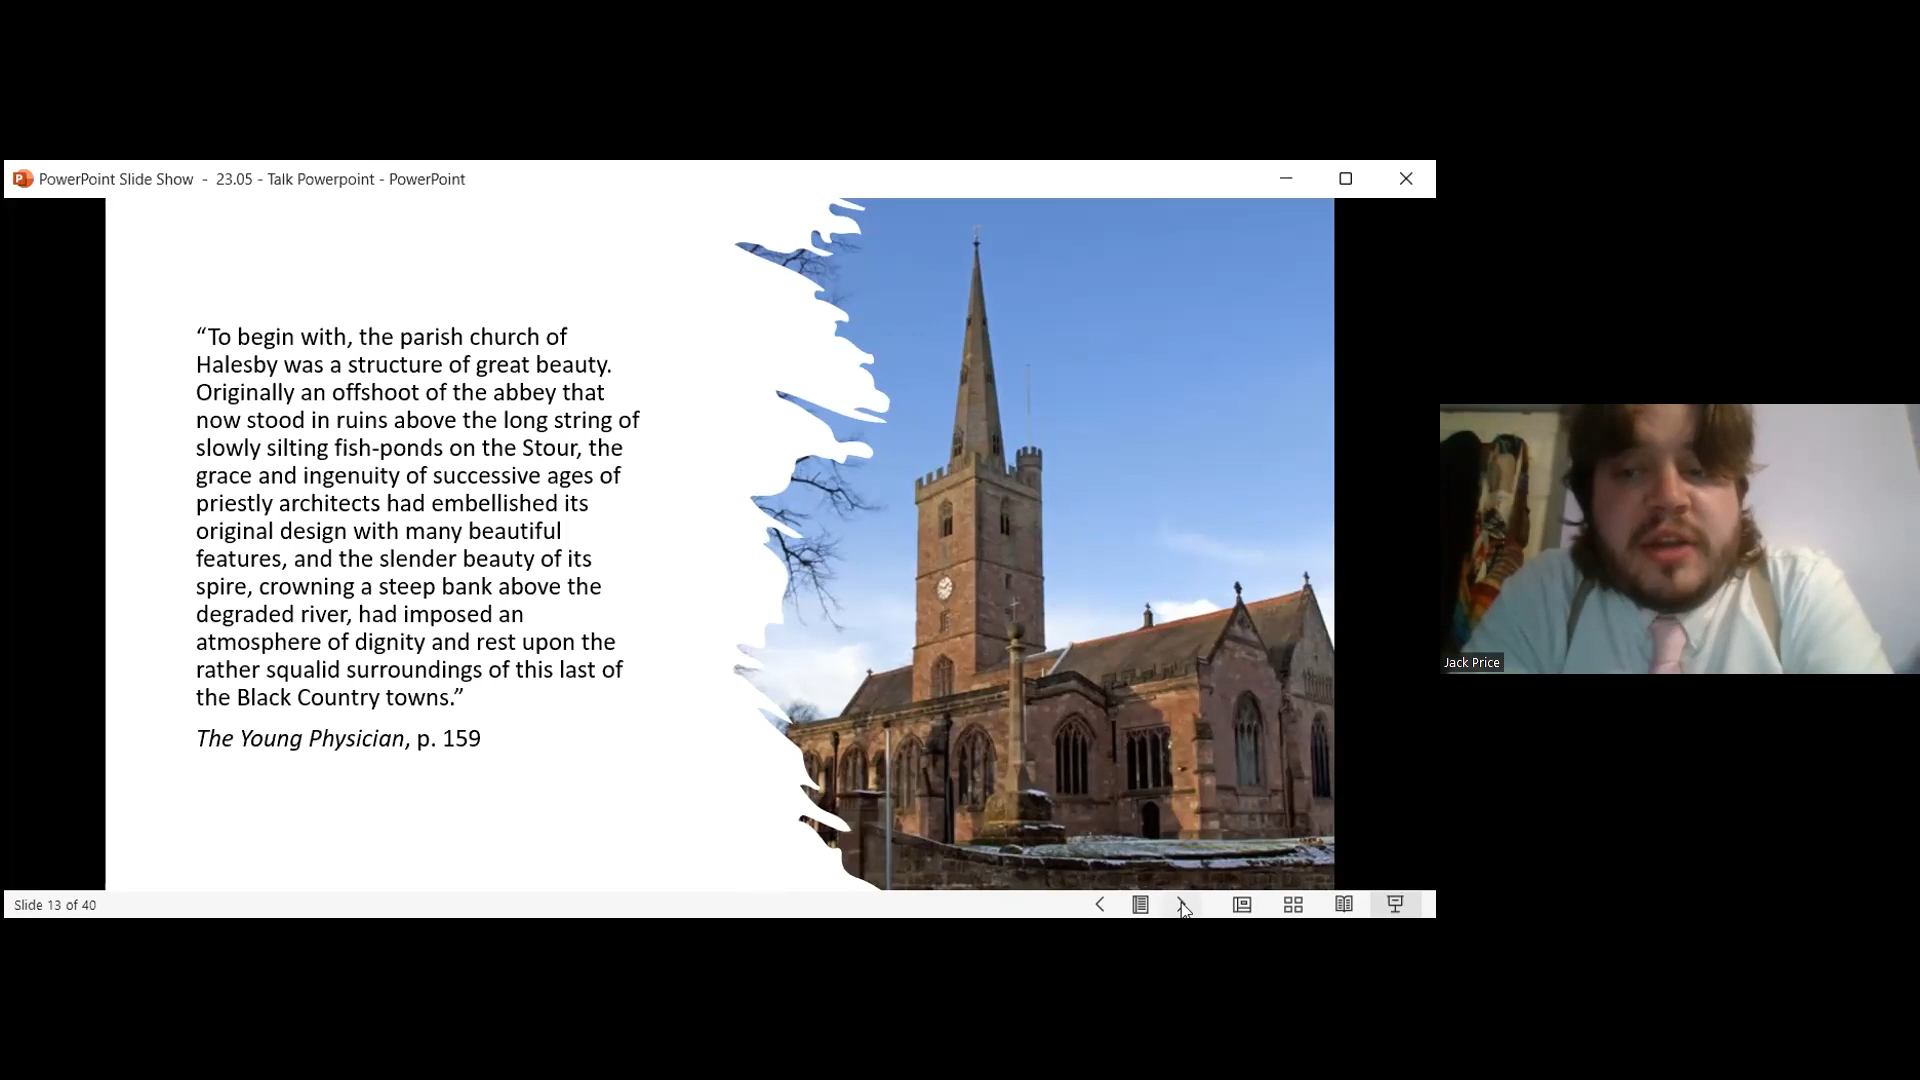 PowerPoint Slide Show - 23.05 - Talk Powerpoint - PowerPoint
“To begin with, the parish church of
Halesby was a structure of great beauty.
Originally an offshoot of the abbey that
now stood in ruins above the long string of
slowly silting fish-ponds on the Stour, the
grace and ingenuity of successive ages of
priestly architects had embellished its
original design with many beautiful
features, and the slender beauty of its
spire, crowning a steep bank above the
degraded river, had imposed an
atmosphere of dignity and rest upon the
rather squalid surroundings of this last of
the Black Country towns.”
The Young Physician, p. 159
Jack Price
Slide 13 of 40